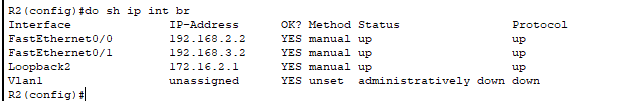 R2(config)#do sh ip int br
Interface IP-Address OK? Method Status Protocol
FastEthernet0/0 192.168.2.2 YES manual up up
FastEthernet0/1 192.168.3.2 YES manual up up
Loopback2 172.16.2.1 YES manual up up
Vlan1 unassigned YES unset administratively down down
R2(config)#